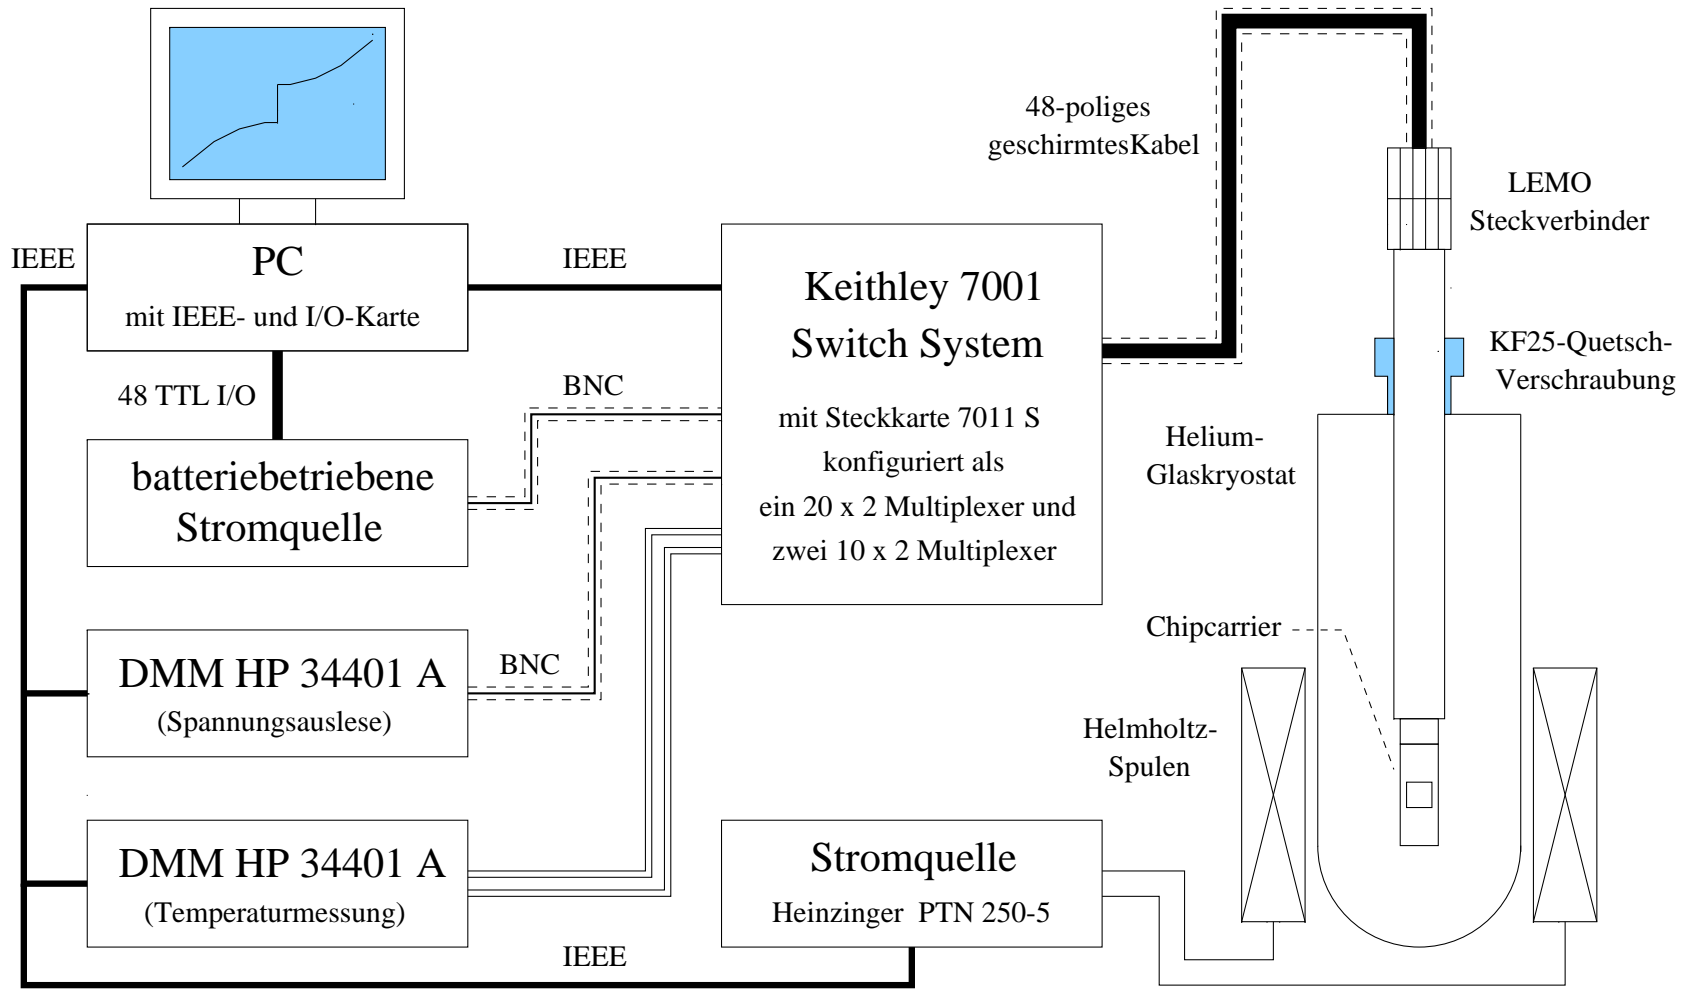 48-poliges
geschirmtesKabel
LEMO
Steckverbinder
IEEE
PC
mit IEEE- und I/O-Karte
IEEE
Keithley 7001
Switch System
mit Steckkarte 7011 S
konfiguriert als
ein 20 x 2 Multiplexer und
zwei 10 x 2 Multiplexer
KF25-Quetsch-
Verschraubung
48 TTL I/O
BNC
batteriebetriebene
Stromquelle
Helium-
Glaskryostat
Chipcarrier
DMM HP 34401 A
(Spannungsauslese)
BNC
Helmholtz-
Spulen
DMM HP 34401 A
(Temperaturmessung)
Stromquelle
Heinzinger PTN 250-5
IEEE